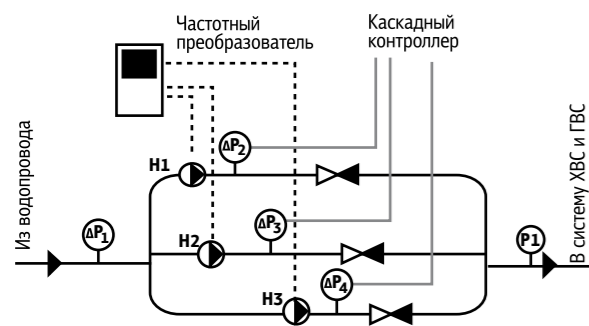 Частотный
преобразователь
Каскадный
контроллер
Из водопровода
ΔP1
H1
ΔP2
H2
ΔP3
H3
ΔP4
P1
В систему ХВС и ГВС